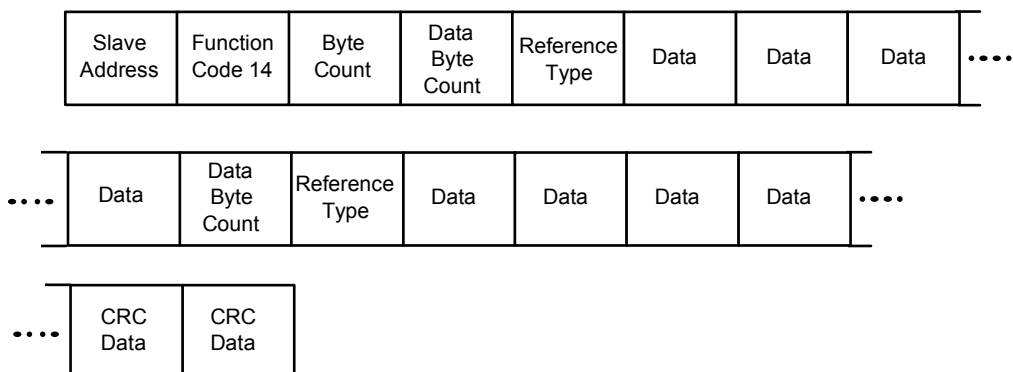 Slave Address
Function Code 14
Byte Count
Data Byte Count
Reference Type
Data
Data
Data
Data
Data Byte Count
Reference Type
Data
Data
Data
Data
CRC Data
CRC Data